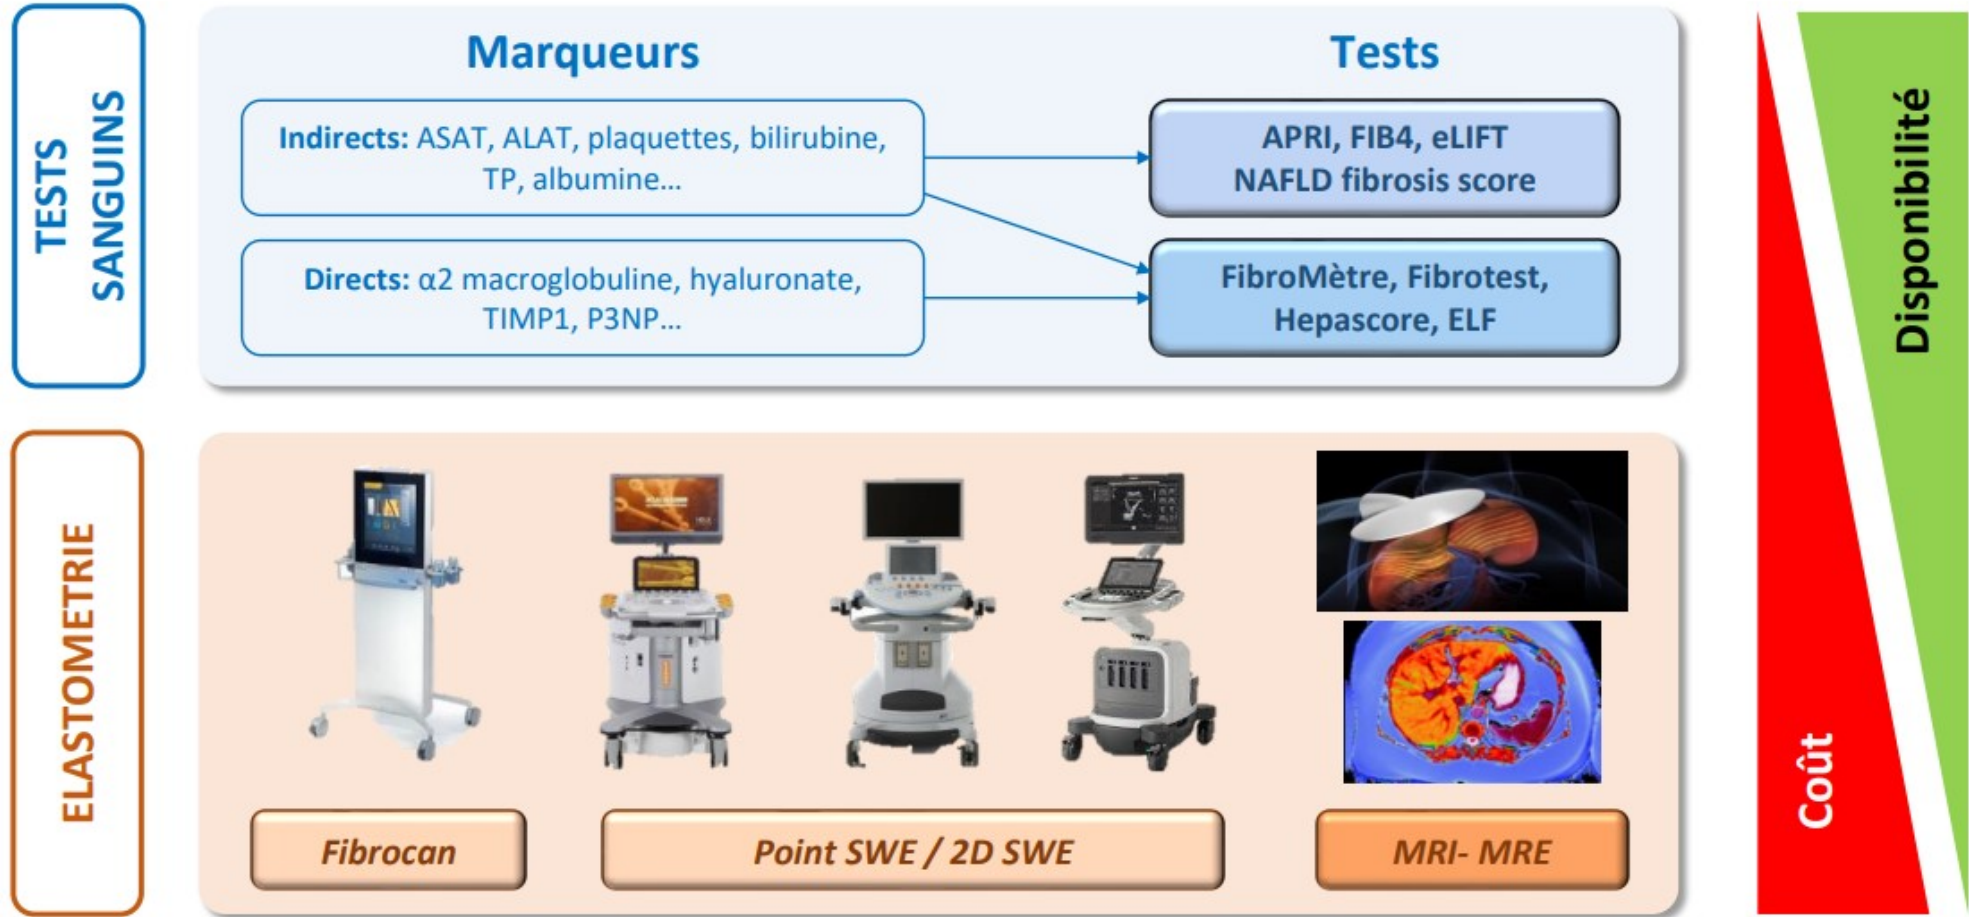 TESTS
SANGUINS
Marqueurs
Tests
Indirects: ASAT, ALAT, plaquettes, bilirubine,
TP, albumine...
APRI, FIB4, eLIFT
NAFLD fibrosis score
Directs: α2 macroglobuline, hyaluronate,
TIMP1, P3NP...
FibroMètre, Fibrotest,
Hepascore, ELF
Disponibilité
Coût
ELASTOMETRIE
Fibrocan
Point SWE / 2D SWE
MRI- MRE